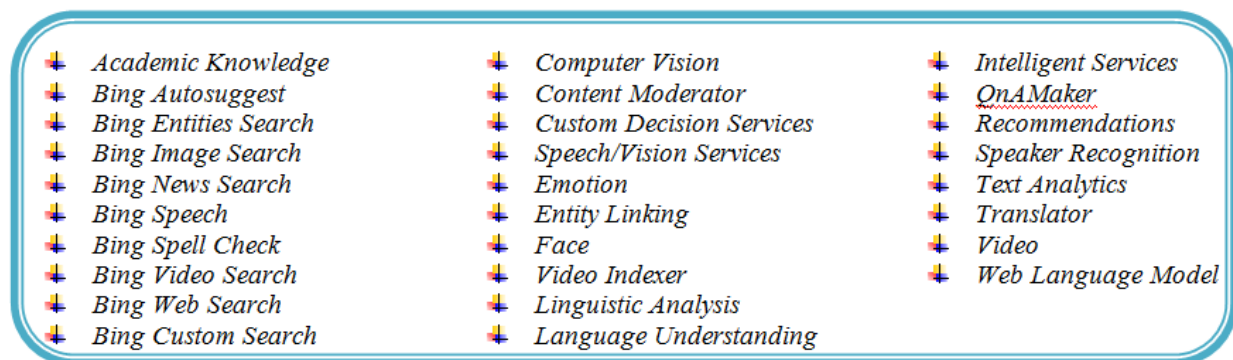 Academic Knowledge
Bing Autosuggest
Bing Entities Search
Bing Image Search
Bing News Search
Bing Speech
Bing Spell Check
Bing Video Search
Bing Web Search
Bing Custom Search
Computer Vision
Content Moderator
Custom Decision Services
Speech/Vision Services
Emotion
Entity Linking
Face
Video Indexer
Linguistic Analysis
Language Understanding
Intelligent Services
QnAMaker
Recommendations
Speaker Recognition
Text Analytics
Translator
Video
Web Language Model